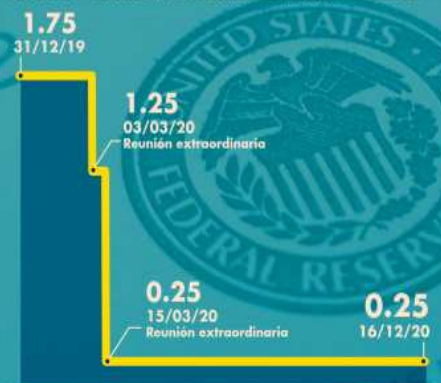 1.75
31/12/19
1.25
03/03/20
Reunión extraordinaria
0.25
15/03/20
Reunión extraordinaria
0.25
16/12/20
UNITED STATES
FEDERAL RESERV